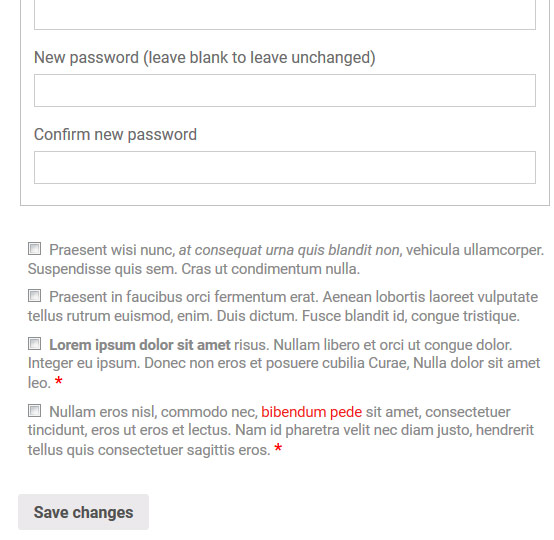 New password (leave blank to leave unchanged)
Confirm new password
Praesent wisi nunc, at consequat urna quis blandit non, vehicula ullamcorper.
Suspendisse quis sem. Cras ut condimentum nulla.
Praesent in faucibus orci fermentum erat. Aenean lobortis laoreet vulputate
tellus rutrum euismod, enim. Duis dictum. Fusce blandit id, congue tristique.
Lorem ipsum dolor sit amet risus. Nullam libero et orci ut congue dolor.
Integer eu ipsum. Donec non eros et posuere cubilia Curae, Nulla dolor sit amet
leo. *
Nullam eros nisl, commodo nec, bibendum pede sit amet, consectetuer
tincidunt, eros ut eros et lectus. Nam id pharetra velit nec diam justo, hendrerit
tellus quis consectetuer sagittis eros. *
Save changes